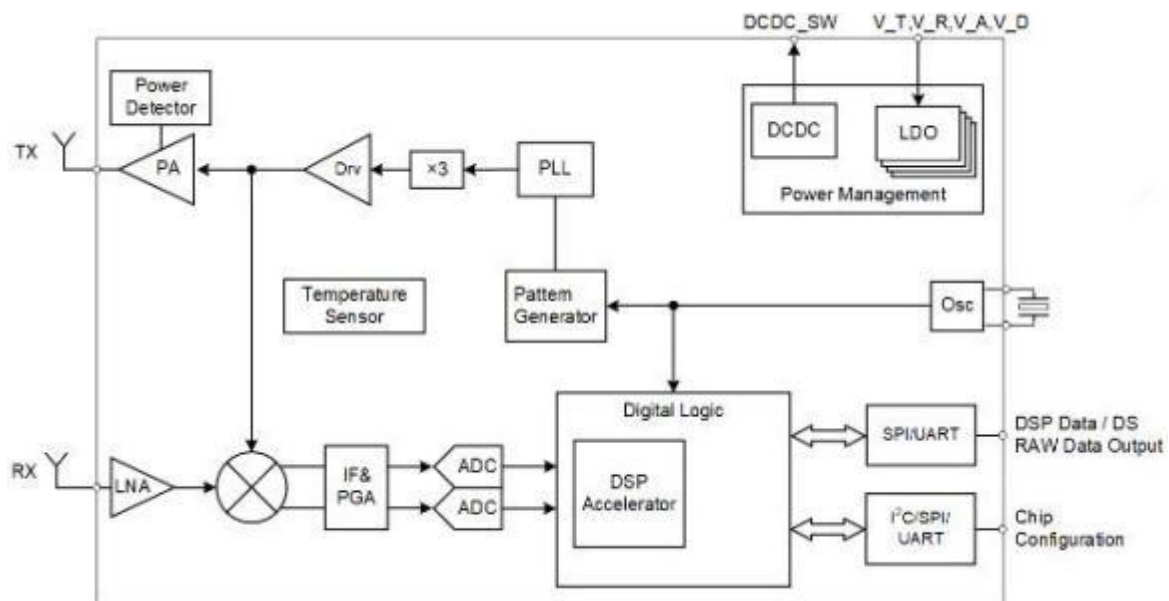 DCDC_SW
V_T,V_R,V_A,V_D
Power
Detector
DCDC
LDO
TX
PA
Drv
×3
PLL
Power Management
Temperature
Sensor
Pattem
Generator
Osc
Digital Logic
SPI/UART
DSP Data / DS
RAW Data Output
RX
LNA
IF&
PGA
ADC
ADC
DSP
Accelerator
I²C/SPI/
UART
Chip
Configuration